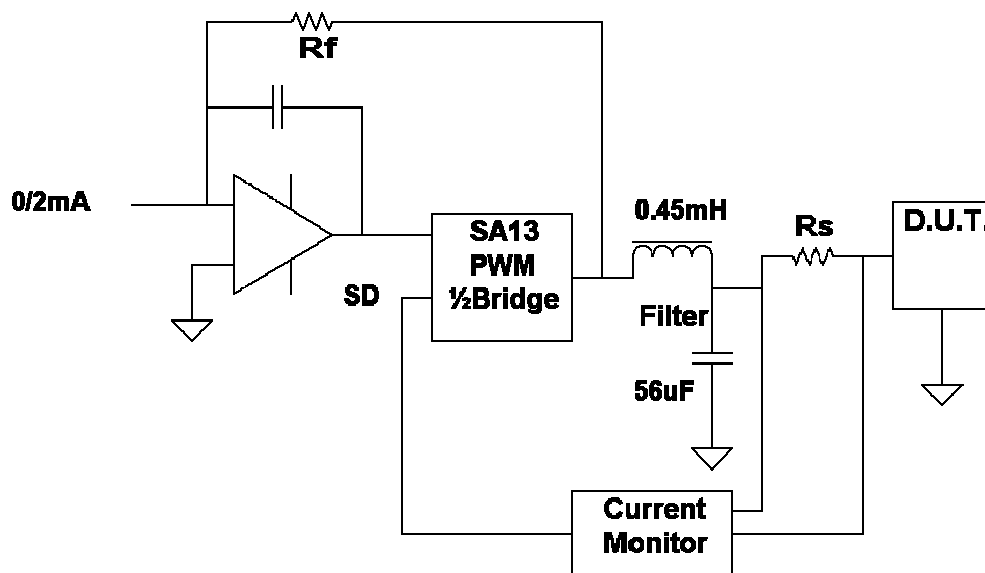 Rf
0/2mA
SA13
PWM
½Bridge
SD
0.45mH
Rs
D.U.T.
Filter
56uF
Current
Monitor